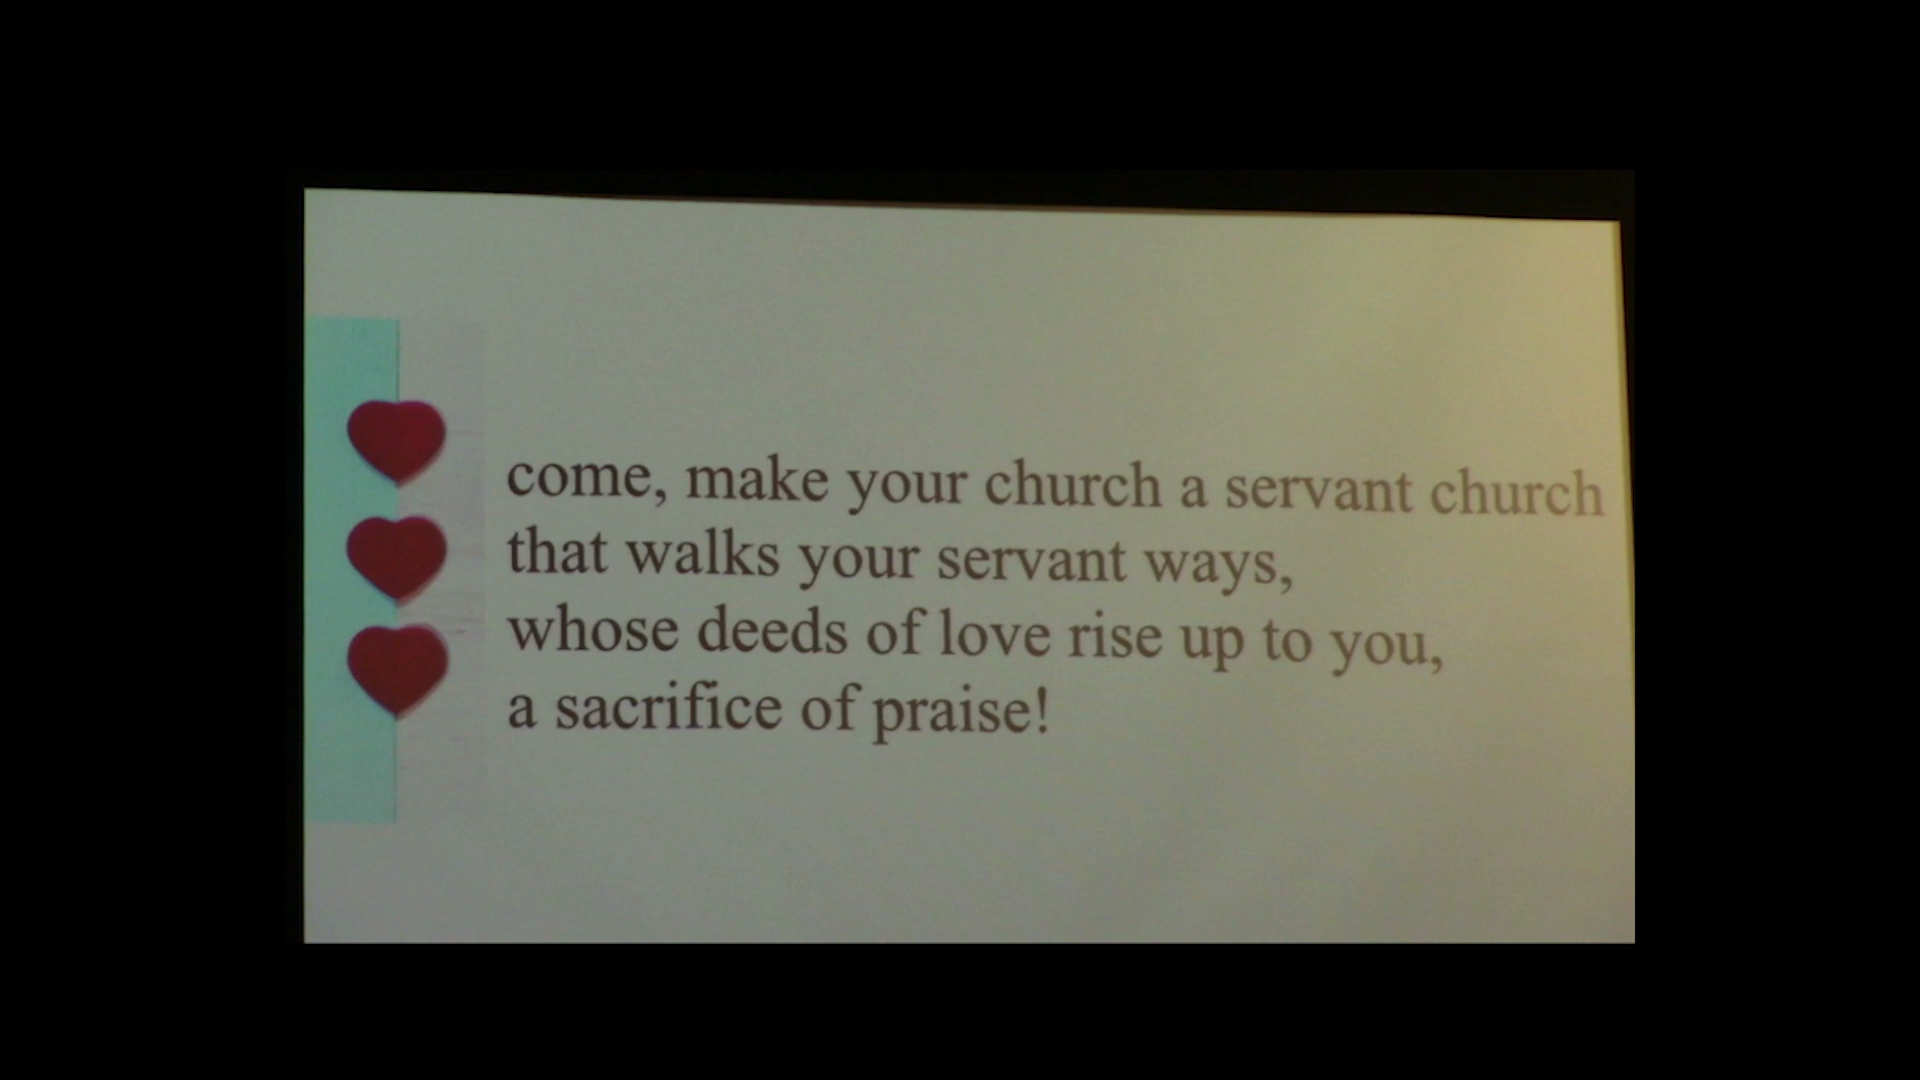 come, make your church a servant church
that walks your servant ways,
whose deeds of love rise up to you,
a sacrifice of praise!